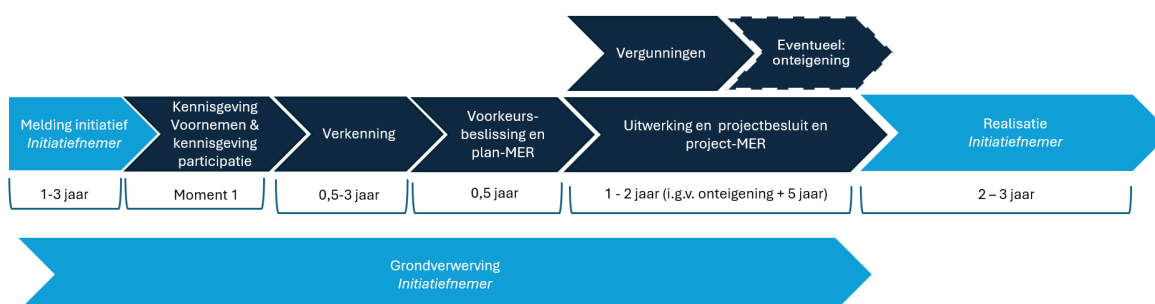 Vergunningen
Eventueel:
onteigening
Melding initiatief
Initiatiefnemer
Kennisgeving
Voornemen &
kennisgeving
participatie
Verkenning
Voorkeurs-
beslissing en
plan-MER
Uitwerking en projectbesluit en
project-MER
Realisatie
Initiatiefnemer
1-3 jaar
Moment 1
0,5-3 jaar
0,5 jaar
1 - 2 jaar (i.g.v. onteigening + 5 jaar)
2 – 3 jaar
Grondverwerving
Initiatiefnemer